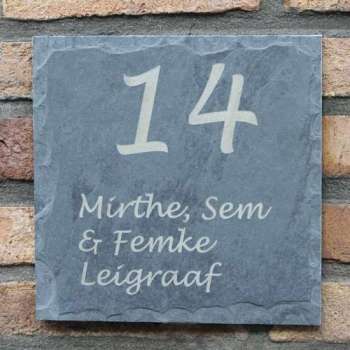 14
Mirthe, Sem
& Femke
Leigraaf